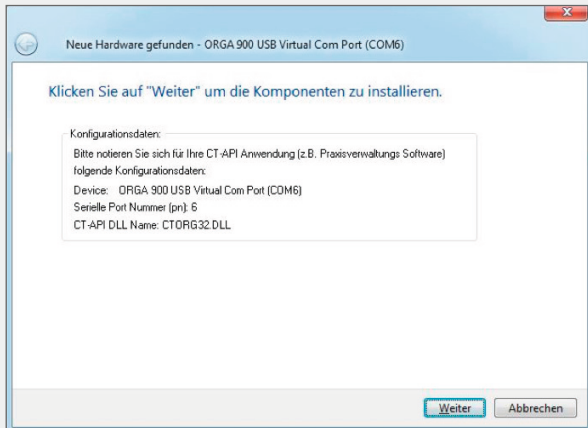 Neue Hardware gefunden - ORGA 900 USB Virtual Com Port (COM6)
Klicken Sie auf "Weiter" um die Komponenten zu installieren.
Konfigurationsdaten:
Bitte notieren Sie sich für Ihre CT-API Anwendung (z.B. Praxisverwaltungs Software)
folgende Konfigurationsdaten:
Device: ORGA 900 USB Virtual Com Port (COM6)
Serielle Port Nummer (pn): 6
CT-API DLL Name: CTORG32.DLL
Weiter Abbrechen